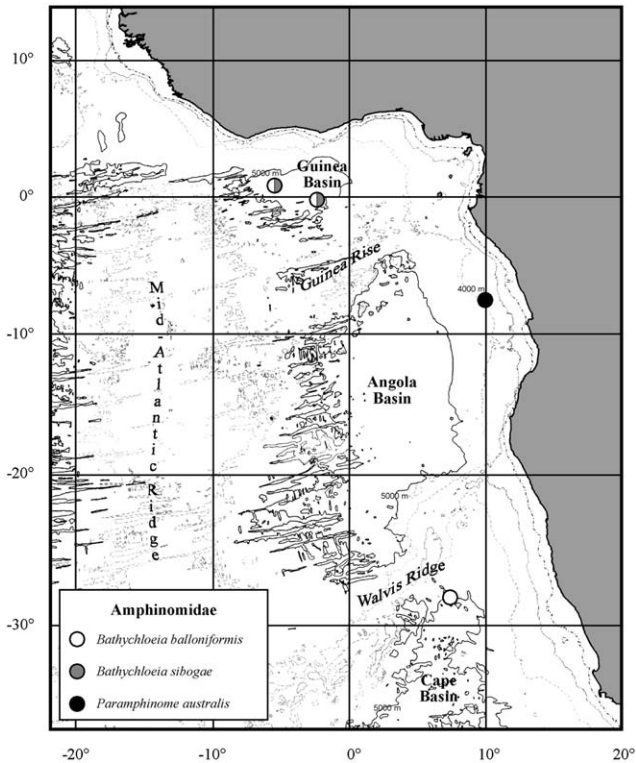 10°
0°
-10°
-20°
-30°
5000 m
Guinea
Basin
Guinea Rise
4000 m
Mid-Atlantic Ridge
Angola
Basin
5000 m
Walvis Ridge
Amphinomidae
Bathychloeia balloniformis
Bathychloeia sibogae
Paramphinome australis
Cape
Basin
5000 m
-20°
-10°
0°
10°
20°